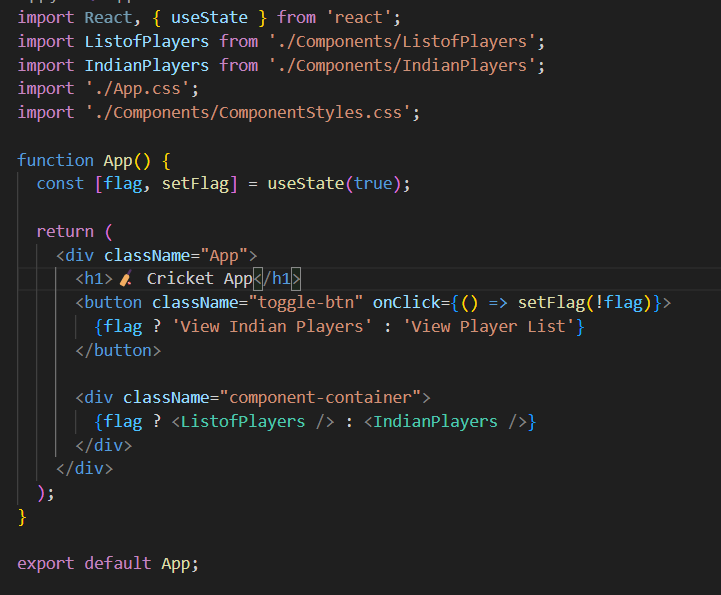 import React, { useState } from 'react';
import ListofPlayers from './Components/ListofPlayers';
import IndianPlayers from './Components/IndianPlayers';
import './App.css';
import './Components/ComponentStyles.css';
function App() {
const [flag, setFlag] = useState(true);
return (
<div className="App">
<h1>🏏 Cricket App</h1>
<button className="toggle-btn" onClick={() => setFlag(!flag)}>
{flag ? 'View Indian Players' : 'View Player List'}
</button>
<div className="component-container">
{flag ? <ListofPlayers /> : <IndianPlayers />}
</div>
</div>
);
}
export default App;